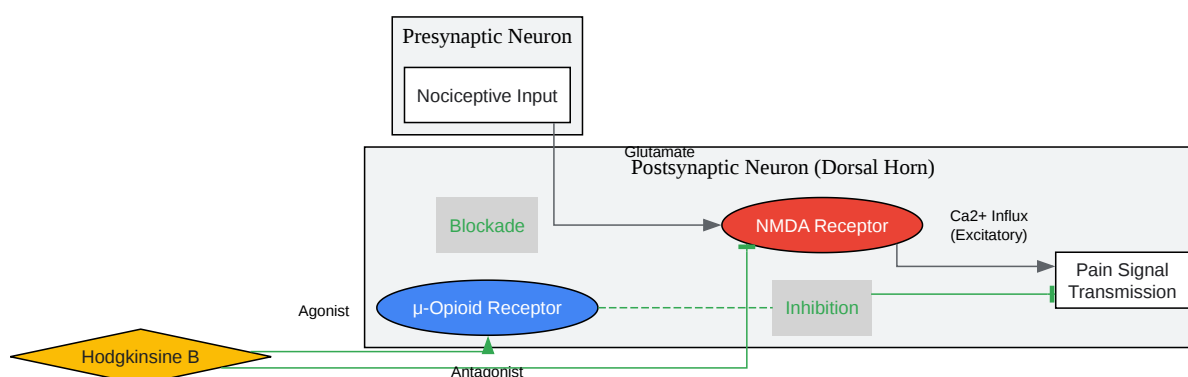 Presynaptic Neuron
Nociceptive Input
Glutamate
Postsynaptic Neuron (Dorsal Horn)
Blockade
NMDA Receptor
Ca2+ Influx
(Excitatory)
Pain Signal
Transmission
μ-Opioid Receptor
Inhibition
Agonist
Hodgkinsine B
Antagonist